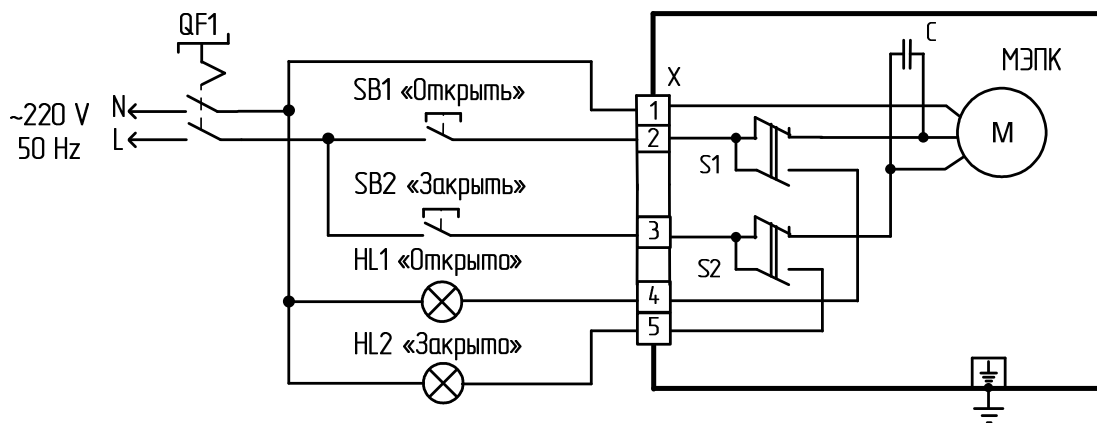 QF1
C
МЭПК
X
SB1 «Открыть»
~220 V
50 Hz
N
L
1
2
M
S1
SB2 «Закрыть»
3
HL1 «Открыто»
S2
4
5
HL2 «Закрыто»